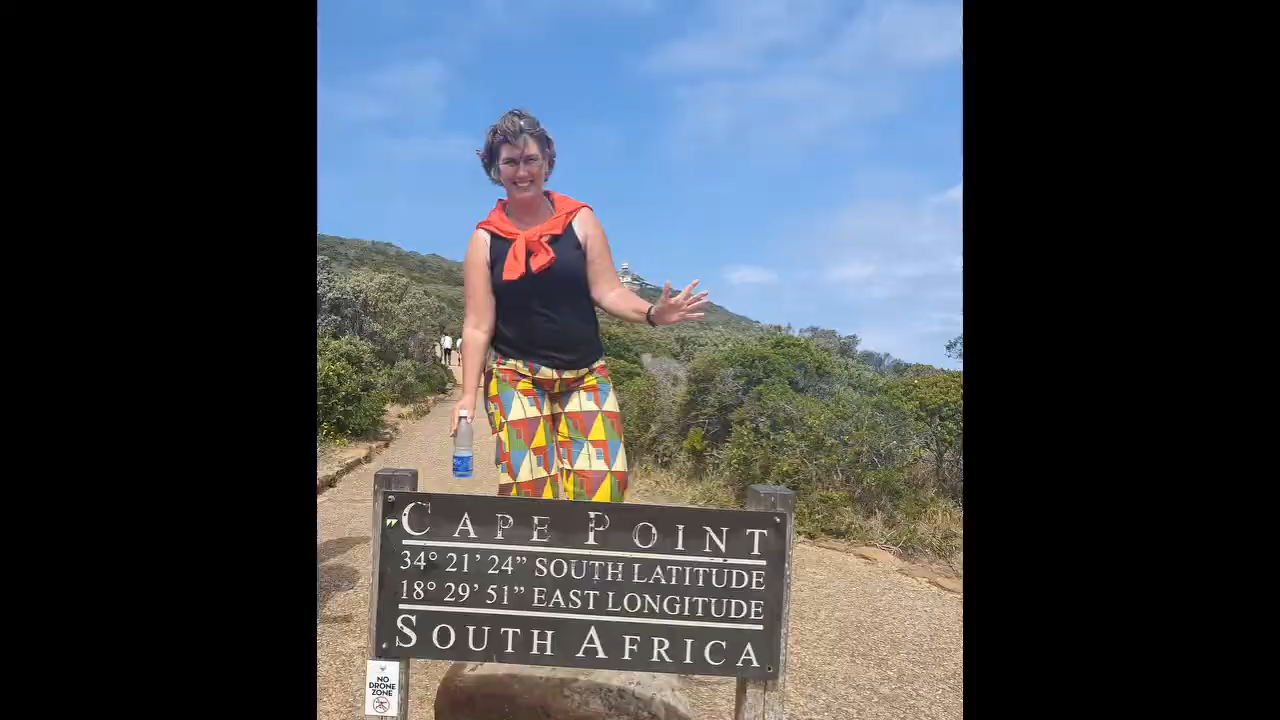 CAPE POINT
34° 21' 24” SOUTH LATITUDE
18° 29' 51” EAST LONGITUDE
SOUTH AFRICA
NO
DRONE
ZONE